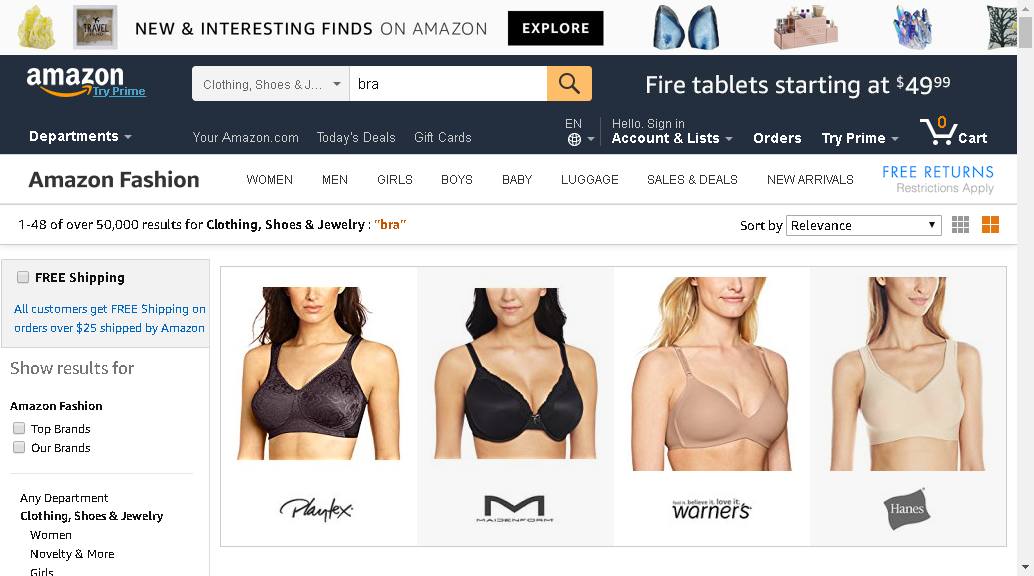 TRAVEL
NEW & INTERESTING FINDS ON AMAZON
EXPLORE
amazon
Try Prime
Clothing, Shoes & J...
bra
Fire tablets starting at $49⁹⁹
Departments
Your Amazon.com
Today's Deals
Gift Cards
EN
Hello. Sign in
Account & Lists
Orders
Try Prime
0
Cart
Amazon Fashion
WOMEN
MEN
GIRLS
BOYS
BABY
LUGGAGE
SALES & DEALS
NEW ARRIVALS
FREE RETURNS
Restrictions Apply
1-48 of over 50,000 results for Clothing, Shoes & Jewelry : "bra"
Sort by Relevance
FREE Shipping
All customers get FREE Shipping on
orders over $25 shipped by Amazon
Show results for
Amazon Fashion
Top Brands
Our Brands
Any Department
Clothing, Shoes & Jewelry
Women
Novelty & More
Girls
Playtex
MAIDENFORM
feel it. believe it. love it.
warner's
Hanes